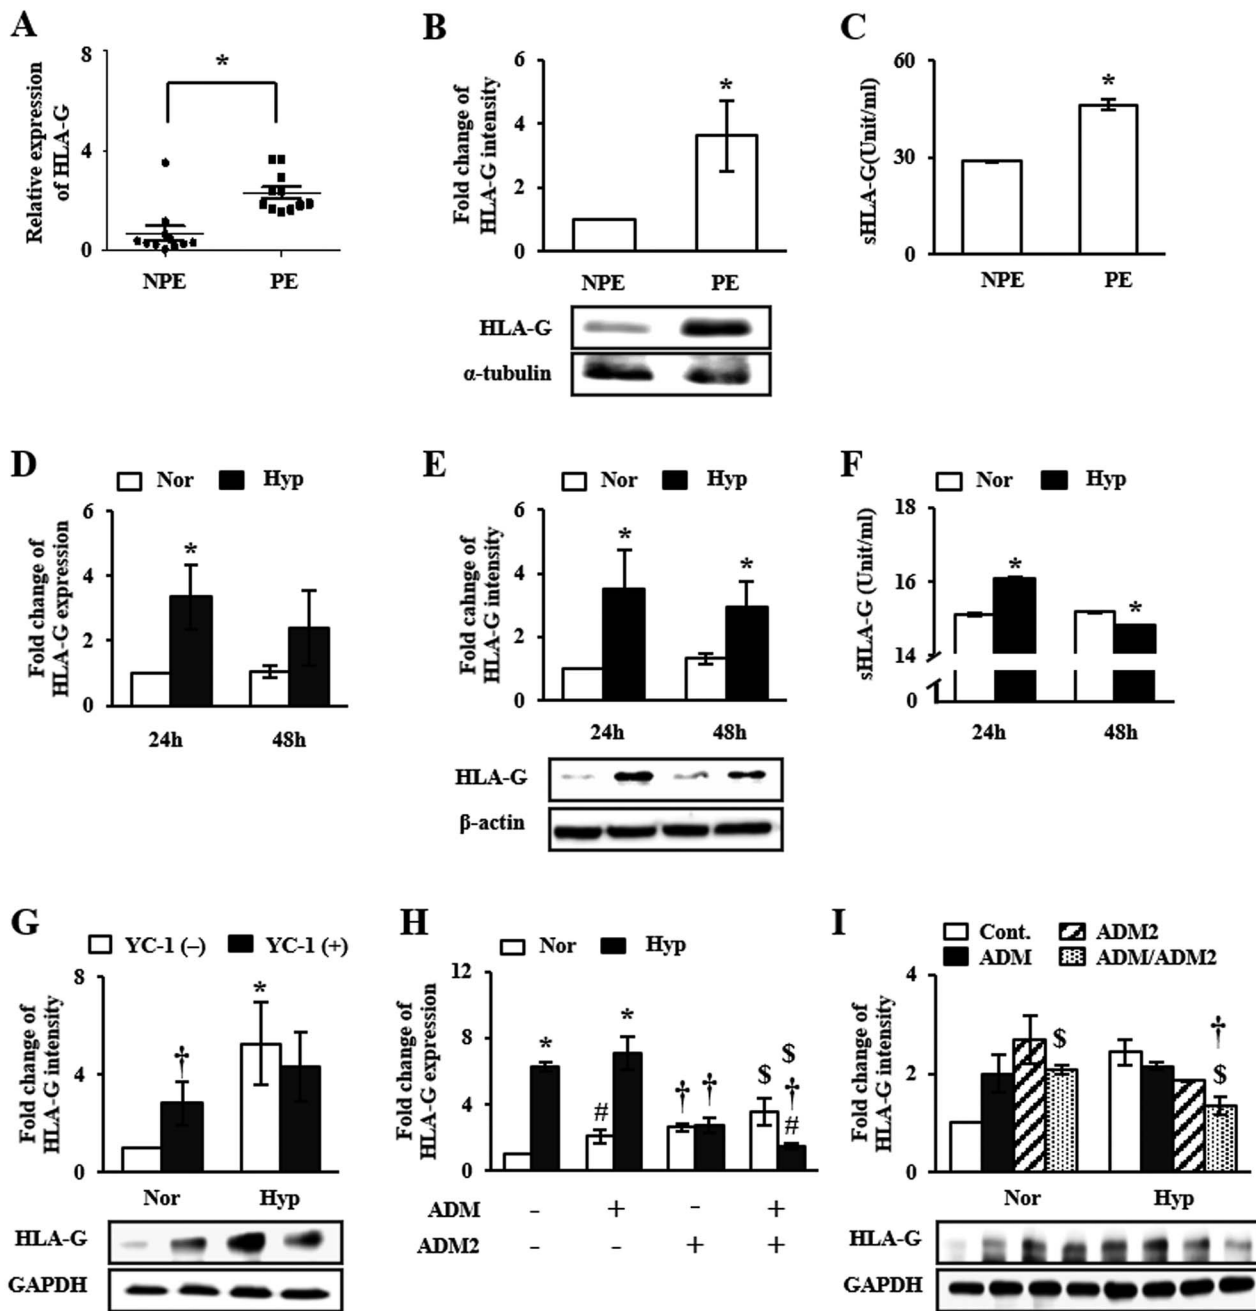 A
Relative expression
of HLA-G
8
4
0
*
NPE PE
B
Fold change of
HLA-G intensity
8
6
4
2
0
*
NPE PE
HLA-G
α-tubulin
C
sHLA-G(Unit/ml)
60
30
0
*
NPE PE
D
Nor Hyp
Fold change of
HLA-G expression
6
4
2
0
*
24h 48h
E
Nor Hyp
Fold cahnge of
HLA-G intensity
6
4
2
0
* *
24h 48h
HLA-G
β-actin
F
Nor Hyp
sHLA-G (Unit/ml)
18
16
14
0
* *
24h 48h
G
YC-1 (–) YC-1 (+)
Fold change of
HLA-G intensity
8
4
0
† *
Nor Hyp
HLA-G
GAPDH
H
Nor Hyp
Fold change of
HLA-G expression
12
8
4
0
* # * † † $ $
†
#
ADM - + - +
ADM2 - - + +
I
Cont. ADM2
ADM ADM/ADM2
Fold change of
HLA-G intensity
4
2
0
$ †
$
Nor Hyp
HLA-G
GAPDH